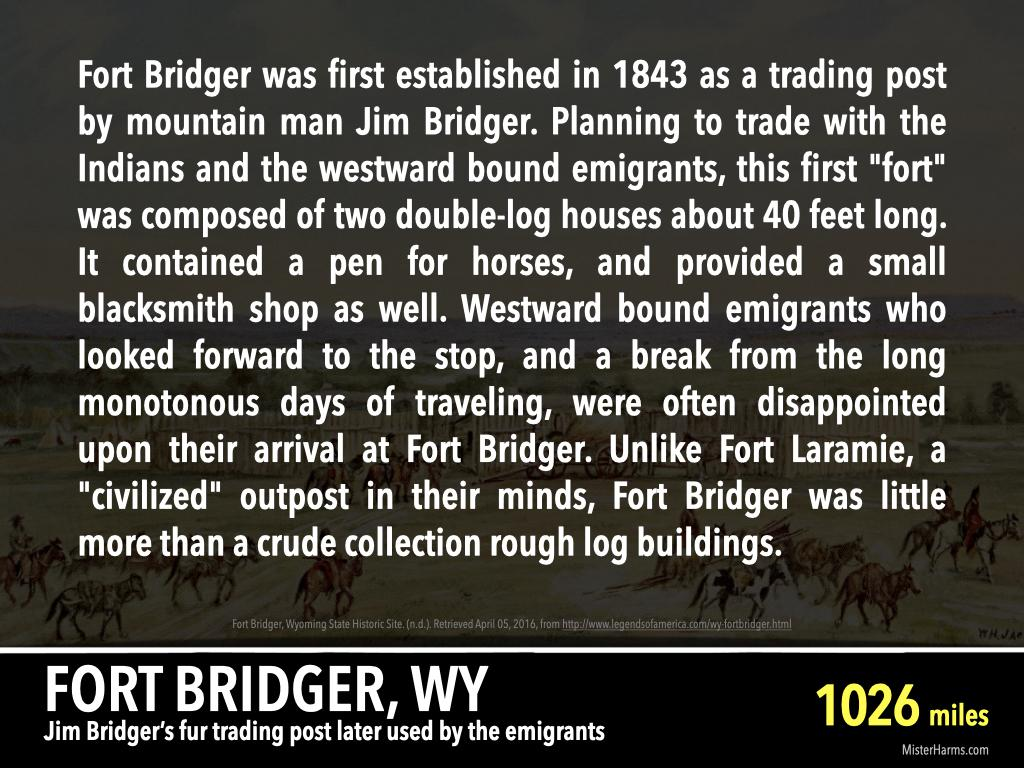 Fort Bridger was first established in 1843 as a trading post
by mountain man Jim Bridger. Planning to trade with the
Indians and the westward bound emigrants, this first "fort"
was composed of two double-log houses about 40 feet long.
It contained a pen for horses, and provided a small
blacksmith shop as well. Westward bound emigrants who
looked forward to the stop, and a break from the long
monotonous days of traveling, were often disappointed
upon their arrival at Fort Bridger. Unlike Fort Laramie, a
"civilized" outpost in their minds, Fort Bridger was little
more than a crude collection rough log buildings.
Fort Bridger, Wyoming State Historic Site. (n.d.). Retrieved April 05, 2016, from http://www.legendsofamerica.com/wy-fortbridger.html
FORT BRIDGER, WY
Jim Bridger’s fur trading post later used by the emigrants
1026 miles
MisterHarms.com